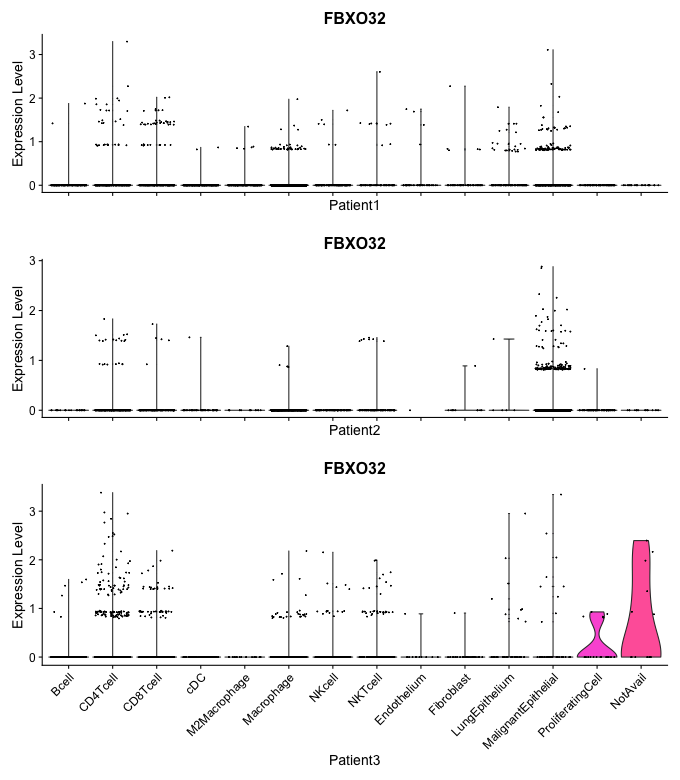 FBXO32
Expression Level
3
2
1
0
Patient1
FBXO32
Expression Level
3
2
1
0
Patient2
FBXO32
Expression Level
3
2
1
0
Bcell
CD4Tcell
CD8Tcell
cDC
M2Macrophage
Macrophage
NKcell
NKTcell
Endothelium
Fibroblast
LungEpithelium
MalignantEpithelial
ProliferatingCell
NotAvail
Patient3